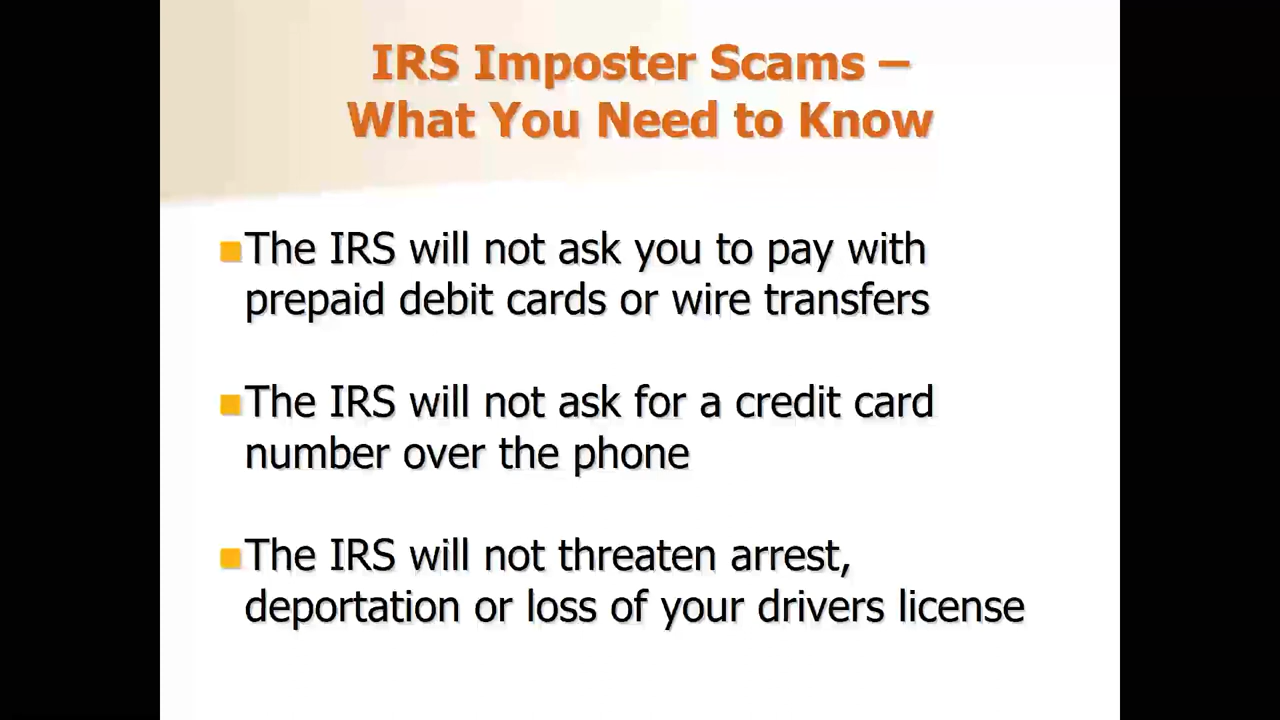 IRS Imposter Scams –
What You Need to Know
The IRS will not ask you to pay with
prepaid debit cards or wire transfers
The IRS will not ask for a credit card
number over the phone
The IRS will not threaten arrest,
deportation or loss of your drivers license